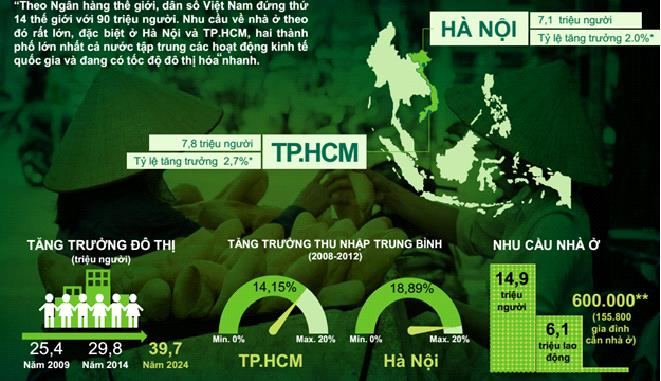 “Theo Ngân hàng thế giới, dân số Việt Nam đứng thứ
14 thế giới với 90 triệu người. Nhu cầu về nhà ở theo
đó rất lớn, đặc biệt ở Hà Nội và TP.HCM, hai thành
phố lớn nhất cả nước tập trung các hoạt động kinh tế
quốc gia và đang có tốc độ đô thị hóa nhanh.
HÀ NỘI
7,1 triệu người
Tỷ lệ tăng trưởng 2.0%*
7,8 triệu người
Tỷ lệ tăng trưởng 2,7%*
TP.HCM
TĂNG TRƯỞNG ĐÔ THỊ
(triệu người)
25,4
Năm 2009
29,8
Năm 2014
39,7
Năm 2024
TĂNG TRƯỞNG THU NHẬP TRUNG BÌNH
(2008-2012)
14,15%
Min. 0%
Max. 20%
TP.HCM
18,89%
Min. 0%
Max. 20%
Hà Nội
NHU CẦU NHÀ Ở
14,9
triệu
người
6,1
triệu lao
động
600.000**
(155.800
gia đình
cần nhà ở)